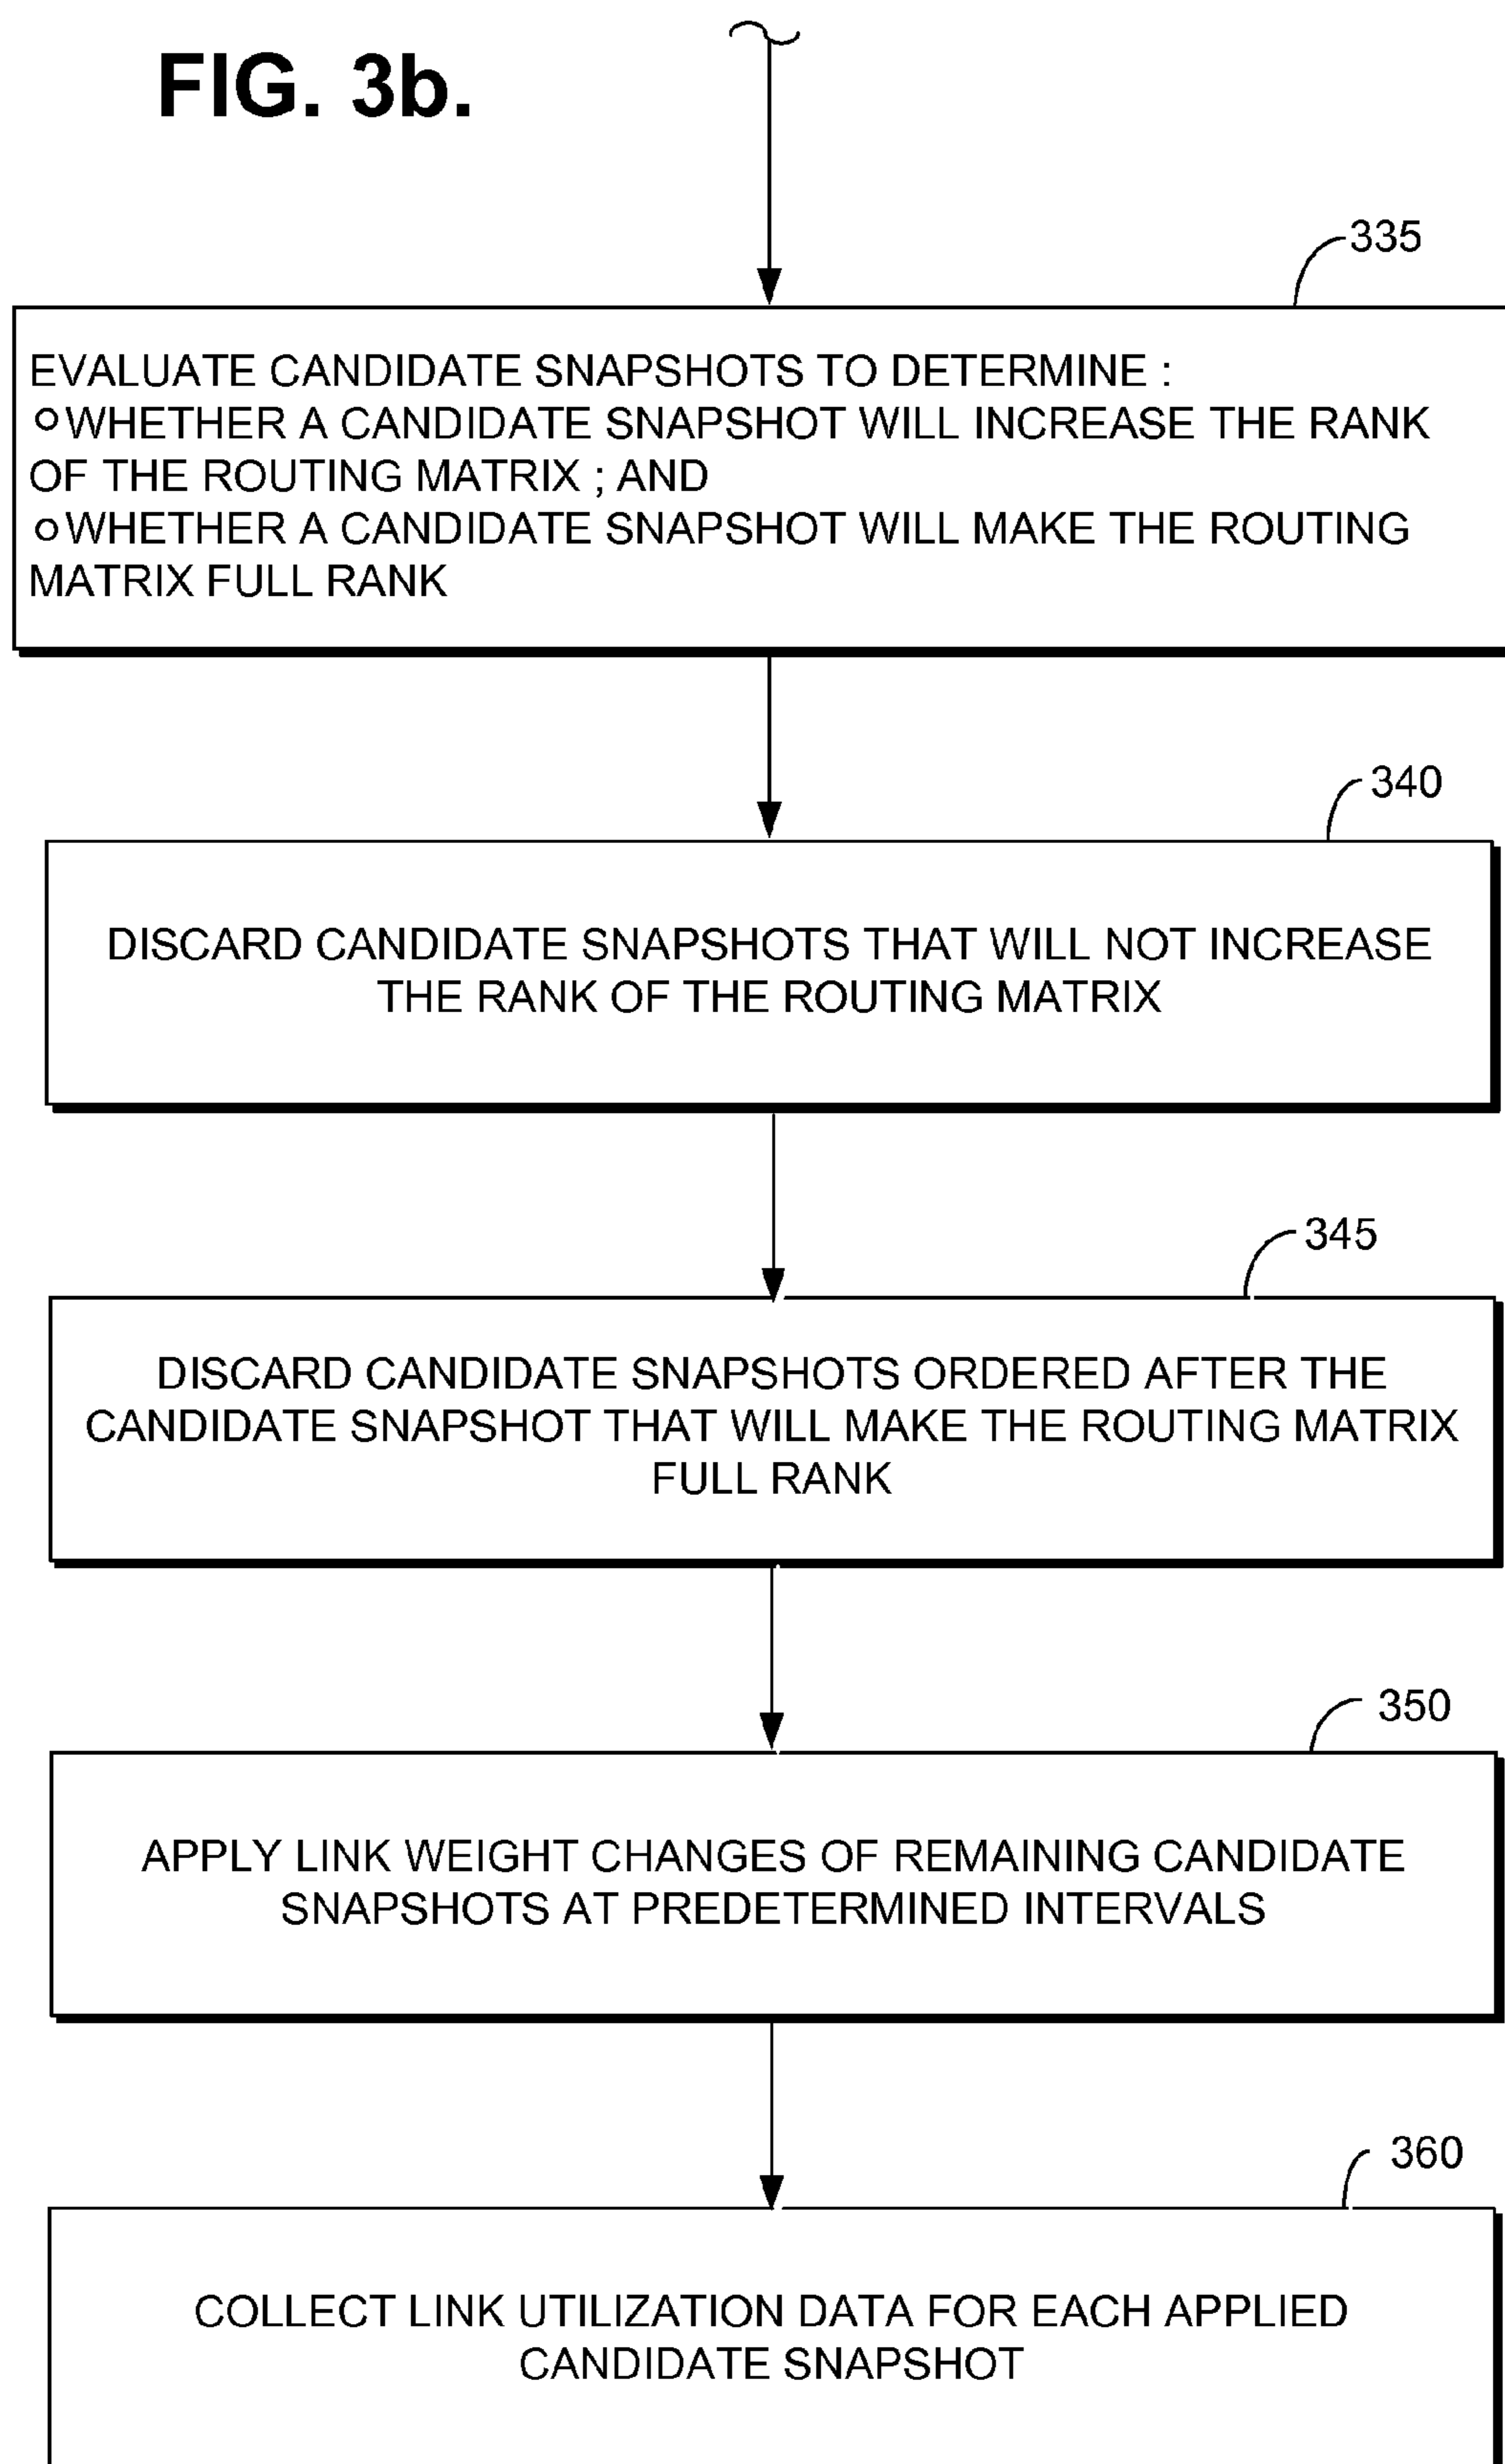 FIG. 3b.
335
EVALUATE CANDIDATE SNAPSHOTS TO DETERMINE :
○ WHETHER A CANDIDATE SNAPSHOT WILL INCREASE THE RANK
OF THE ROUTING MATRIX ; AND
○ WHETHER A CANDIDATE SNAPSHOT WILL MAKE THE ROUTING
MATRIX FULL RANK
340
DISCARD CANDIDATE SNAPSHOTS THAT WILL NOT INCREASE
THE RANK OF THE ROUTING MATRIX
345
DISCARD CANDIDATE SNAPSHOTS ORDERED AFTER THE
CANDIDATE SNAPSHOT THAT WILL MAKE THE ROUTING MATRIX
FULL RANK
350
APPLY LINK WEIGHT CHANGES OF REMAINING CANDIDATE
SNAPSHOTS AT PREDETERMINED INTERVALS
360
COLLECT LINK UTILIZATION DATA FOR EACH APPLIED
CANDIDATE SNAPSHOT